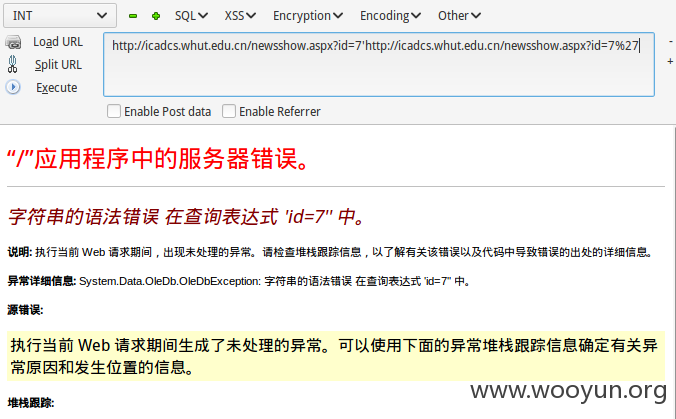 INT SQL▾ XSS▾ Encryption▾ Encoding▾ Other▾
Load URL http://icadcs.whut.edu.cn/newsshow.aspx?id=7'http://icadcs.whut.edu.cn/newsshow.aspx?id=7%27 -
Split URL +
Execute
Enable Post data Enable Referrer
“/”应用程序中的服务器错误。
字符串的语法错误 在查询表达式 'id=7'' 中。
说明: 执行当前 Web 请求期间，出现未处理的异常。请检查堆栈跟踪信息，以了解有关该错误以及代码中导致错误的出处的详细信息。
异常详细信息: System.Data.OleDb.OleDbException: 字符串的语法错误 在查询表达式 'id=7'' 中。
源错误:
执行当前 Web 请求期间生成了未处理的异常。可以使用下面的异常堆栈跟踪信息确定有关异
常原因和发生位置的信息。
堆栈跟踪:
www.wooyun.org